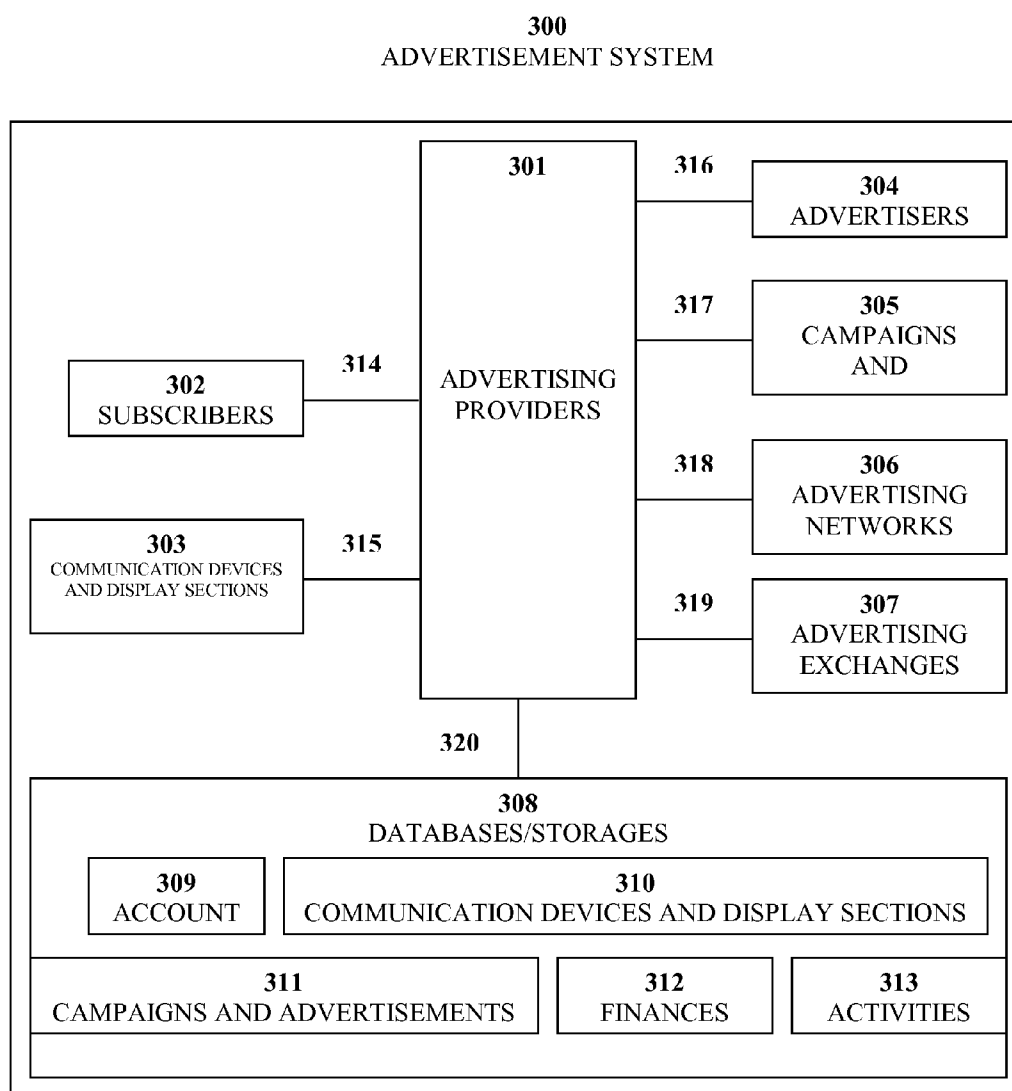 300
ADVERTISEMENT SYSTEM
301
ADVERTISING
PROVIDERS
316
304
ADVERTISERS
317
305
CAMPAIGNS
AND
314
302
SUBSCRIBERS
318
306
ADVERTISING
NETWORKS
315
303
COMMUNICATION DEVICES
AND DISPLAY SECTIONS
319
307
ADVERTISING
EXCHANGES
320
308
DATABASES/STORAGES
309
ACCOUNT
310
COMMUNICATION DEVICES AND DISPLAY SECTIONS
311
CAMPAIGNS AND ADVERTISEMENTS
312
FINANCES
313
ACTIVITIES